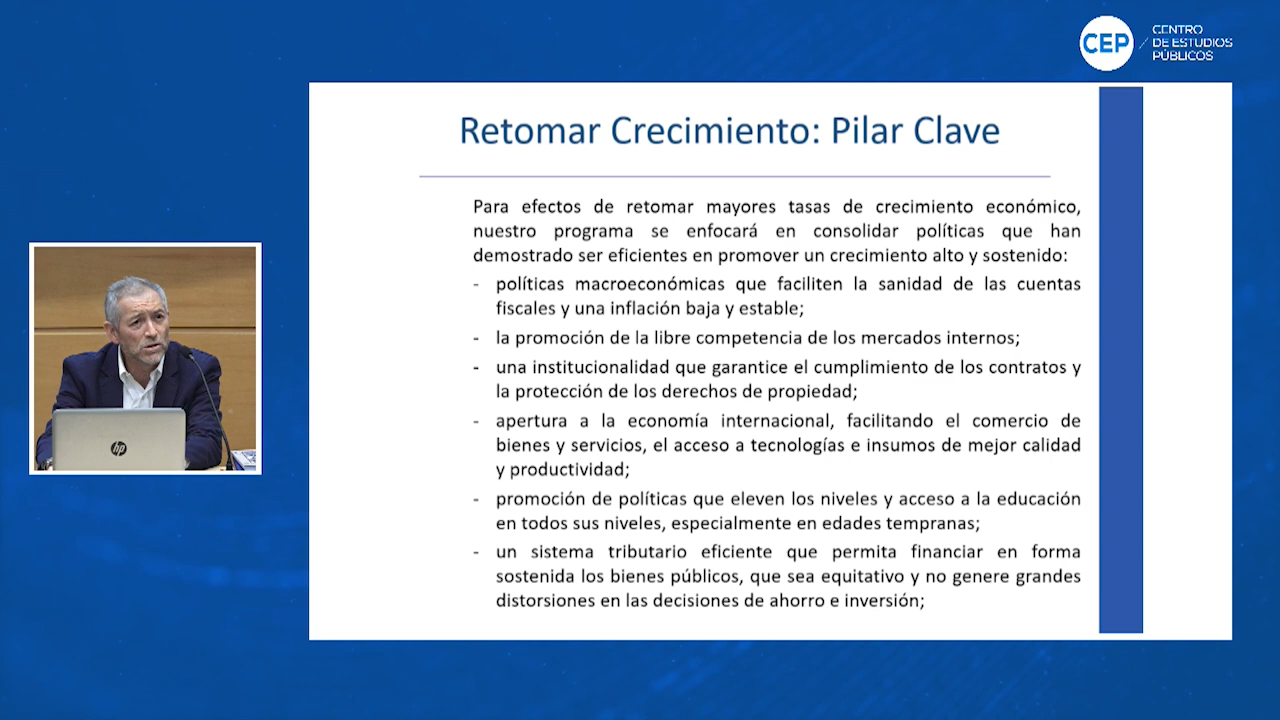 CEP
CENTRO
DE ESTUDIOS
PÚBLICOS
Retomar Crecimiento: Pilar Clave
Para efectos de retomar mayores tasas de crecimiento económico,
nuestro programa se enfocará en consolidar políticas que han
demostrado ser eficientes en promover un crecimiento alto y sostenido:
- políticas macroeconómicas que faciliten la sanidad de las cuentas
fiscales y una inflación baja y estable;
- la promoción de la libre competencia de los mercados internos;
- una institucionalidad que garantice el cumplimiento de los contratos y
la protección de los derechos de propiedad;
- apertura a la economía internacional, facilitando el comercio de
bienes y servicios, el acceso a tecnologías e insumos de mejor calidad
y productividad;
- promoción de políticas que eleven los niveles y acceso a la educación
en todos sus niveles, especialmente en edades tempranas;
- un sistema tributario eficiente que permita financiar en forma
sostenida los bienes públicos, que sea equitativo y no genere grandes
distorsiones en las decisiones de ahorro e inversión;
hp